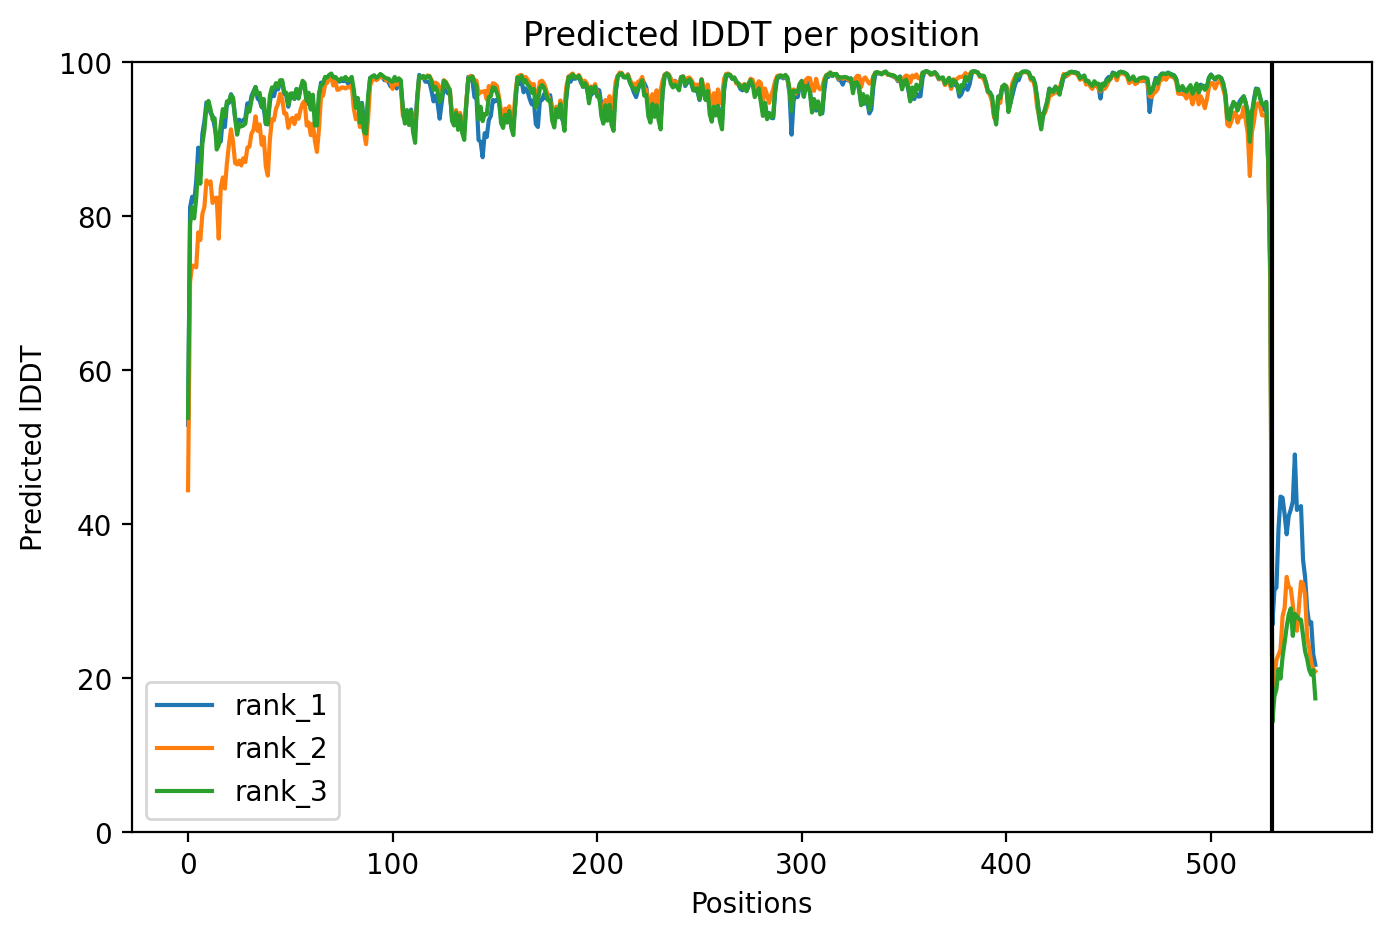 Predicted lDDT per position
Predicted lDDT
100
80
60
40
20
0
rank_1
rank_2
rank_3
0 100 200 300 400 500
Positions